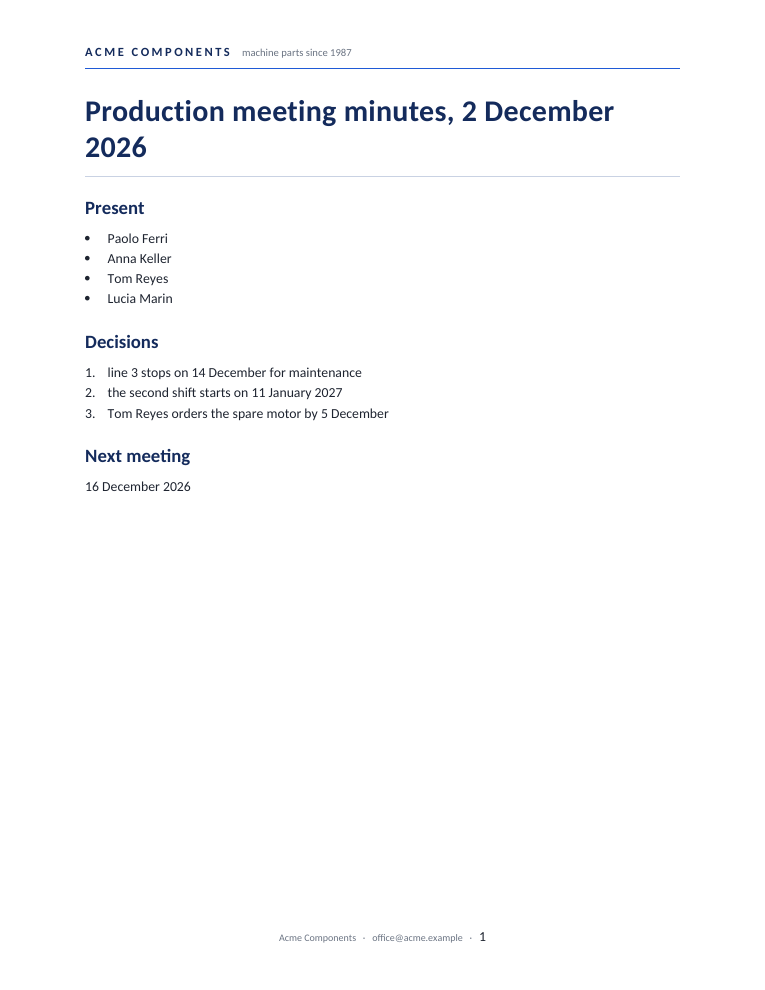 ACME COMPONENTS machine parts since 1987
Production meeting minutes, 2 December
2026
Present
• Paolo Ferri
• Anna Keller
• Tom Reyes
• Lucia Marin
Decisions
1. line 3 stops on 14 December for maintenance
2. the second shift starts on 11 January 2027
3. Tom Reyes orders the spare motor by 5 December
Next meeting
16 December 2026
Acme Components · office@acme.example · 1